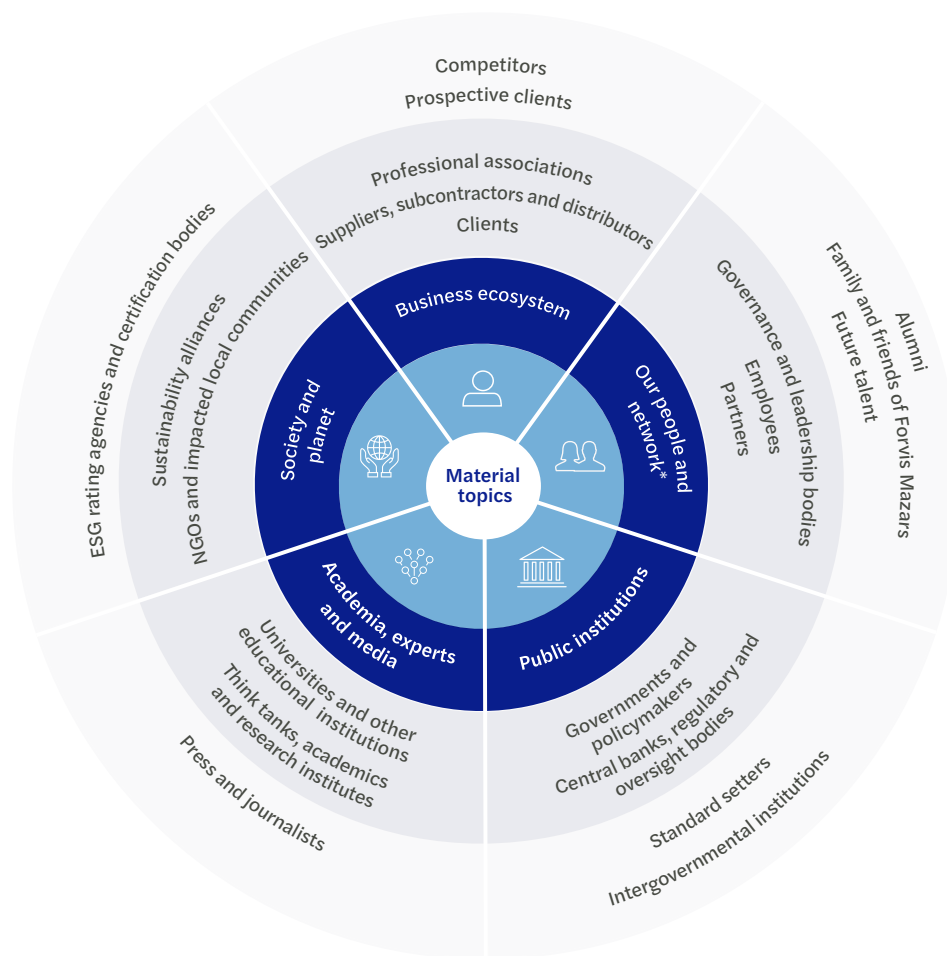 Competitors
Prospective clients
Professional associations
Suppliers, subcontractors and distributors
Clients
Business ecosystem
Alumni
Family and friends of Forvis Mazars
Future talent
Governance and leadership bodies
Employees
Partners
Our people and
network*
Material
topics
Society and
planet
ESG rating agencies and certification bodies
Sustainability alliances
NGOs and impacted local communities
Academia, experts
and media
Universities and other
educational institutions
Think tanks, academics
and research institutes
Press and journalists
Public institutions
Governments and
policymakers
Central banks, regulatory and
oversight bodies
Standard setters
Intergovernmental institutions